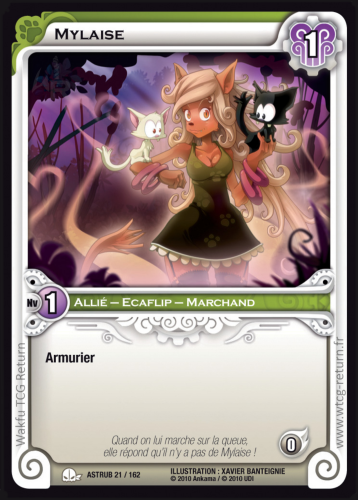 Mylaise
1
Nv 1
Allié – Ecaflip – Marchand
Armurier
Quand on lui marche sur la queue,
elle répond qu'il n'y a pas de Mylaise !
0
ASTRUB 21 / 162
ILLUSTRATION : XAVIER BANTEIGNIE
© 2010 Ankama / © 2010 UDI
Wakfu TCG Return
www.wtcg-return.fr